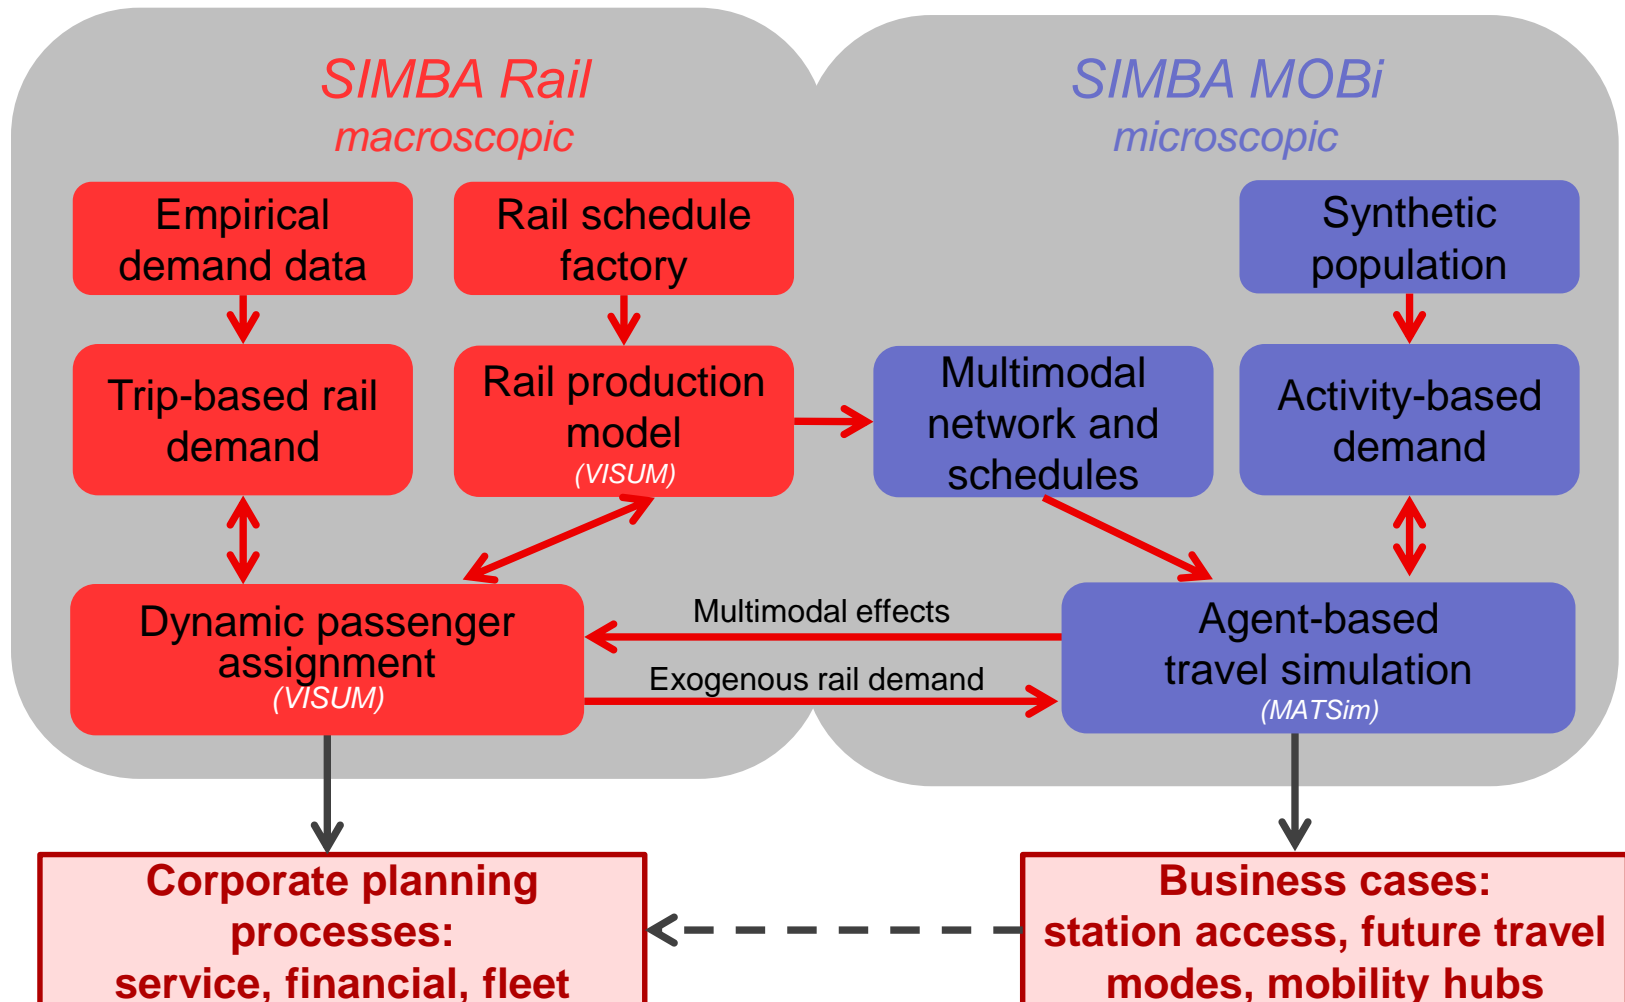 SIMBA Rail
macroscopic
SIMBA MOBi
microscopic
Empirical
demand data
Rail schedule
factory
Synthetic
population
Trip-based rail
demand
Rail production
model
(VISUM)
Multimodal
network and
schedules
Activity-based
demand
Dynamic passenger
assignment
(VISUM)
Multimodal effects
Exogenous rail demand
Agent-based
travel simulation
(MATSim)
Corporate planning
processes:
service, financial, fleet
Business cases:
station access, future travel
modes, mobility hubs